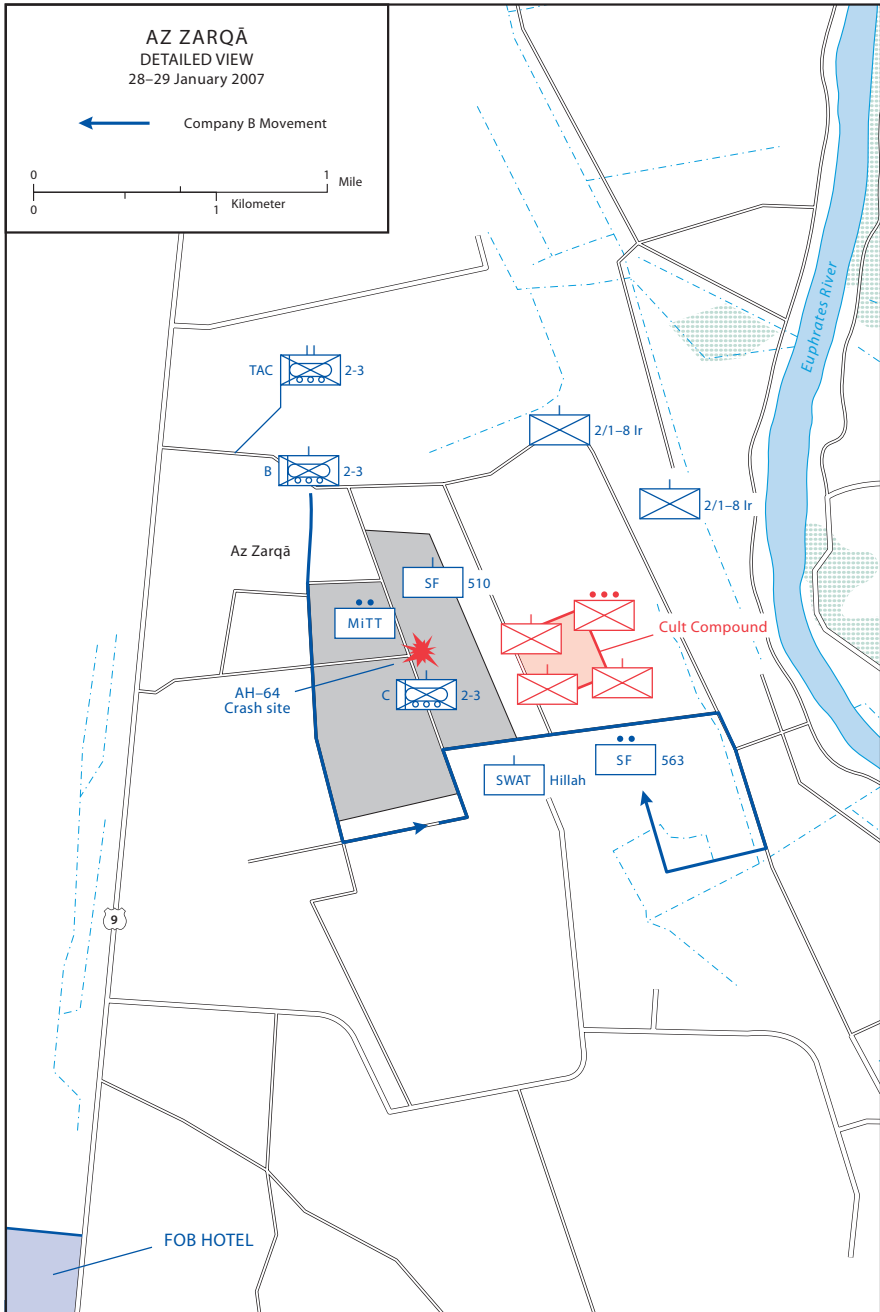 AZ ZARQĀ
DETAILED VIEW
28–29 January 2007
Company B Movement
0
1
Mile
0
1
Kilometer
Euphrates River
TAC
2-3
2/1–8 Ir
B
2-3
2/1–8 Ir
Az Zarqā
SF
510
MiTT
Cult Compound
AH–64
Crash site
C
2-3
SWAT
Hillah
SF
563
9
FOB HOTEL